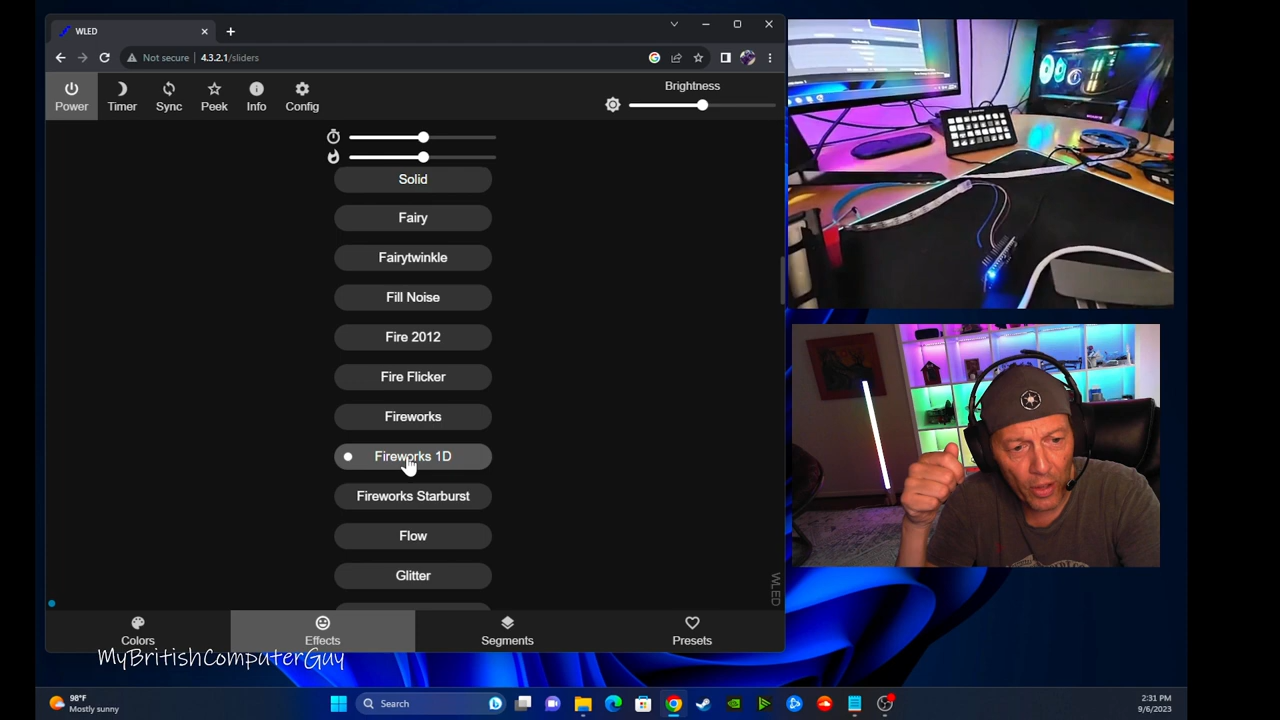 WLED
Not secure
4.3.2.1/sliders
Power
Timer
Sync
Peek
Info
Config
Brightness
Solid
Fairy
Fairytwinkle
Fill Noise
Fire 2012
Fire Flicker
Fireworks
Fireworks 1D
Fireworks Starburst
Flow
Glitter
WLED
Colors
Effects
Segments
Presets
MyBritishComputerGuy
98°F
Mostly sunny
Search
2:31 PM
9/6/2023